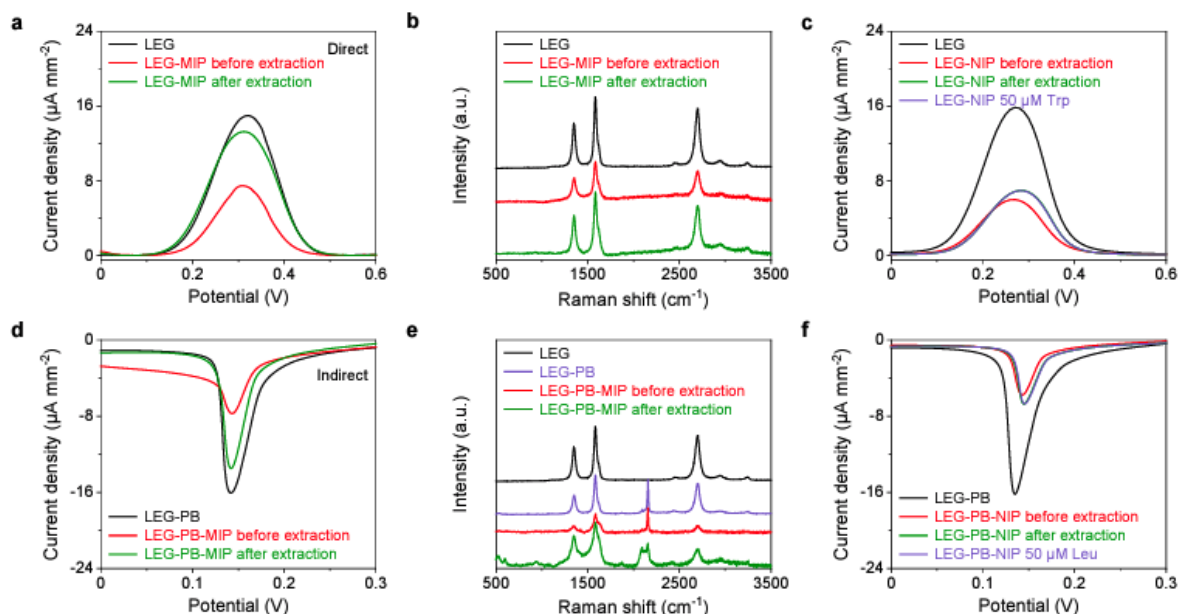 a
24
16
8
0
Current density (µA mm⁻²)
LEG
LEG-MIP before extraction
LEG-MIP after extraction
Direct
0
0.2
0.4
0.6
Potential (V)
b
Intensity (a.u.)
LEG
LEG-MIP before extraction
LEG-MIP after extraction
500
1500
2500
3500
Raman shift (cm⁻¹)
c
24
16
8
0
Current density (µA mm⁻²)
LEG
LEG-NIP before extraction
LEG-NIP after extraction
LEG-NIP 50 µM Trp
0
0.2
0.4
0.6
Potential (V)
d
0
-8
-16
-24
Current density (µA mm⁻²)
Indirect
LEG-PB
LEG-PB-MIP before extraction
LEG-PB-MIP after extraction
0
0.1
0.2
0.3
Potential (V)
e
Intensity (a.u.)
LEG
LEG-PB
LEG-PB-MIP before extraction
LEG-PB-MIP after extraction
500
1500
2500
3500
Raman shift (cm⁻¹)
f
0
-8
-16
-24
Current density (µA mm⁻²)
LEG-PB
LEG-PB-NIP before extraction
LEG-PB-NIP after extraction
LEG-PB-NIP 50 µM Leu
0
0.1
0.2
0.3
Potential (V)